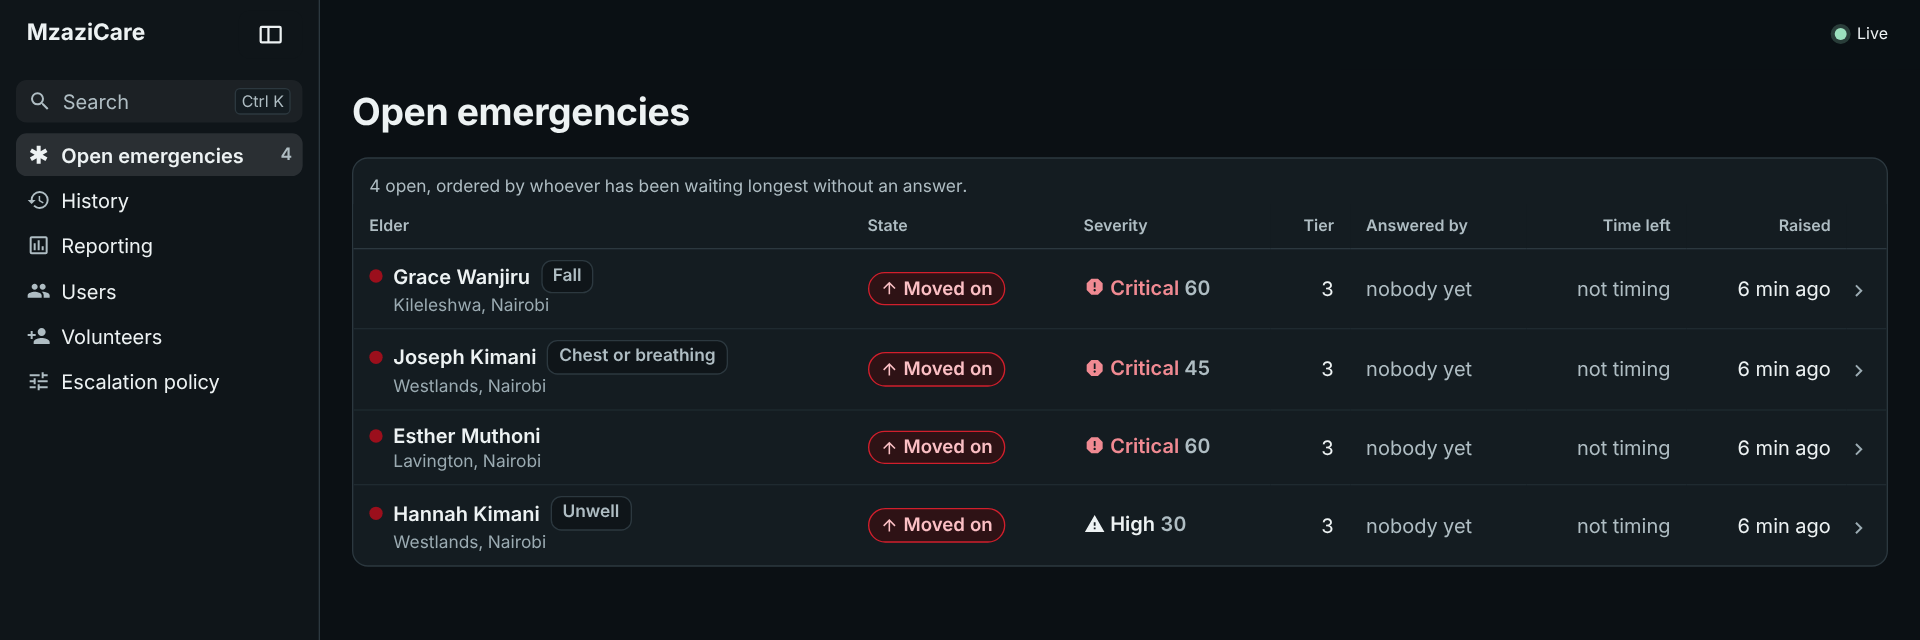 MzaziCare
Live
Search Ctrl K
Open emergencies 4
History
Reporting
Users
Volunteers
Escalation policy
Open emergencies
4 open, ordered by whoever has been waiting longest without an answer.
Elder State Severity Tier Answered by Time left Raised
Grace Wanjiru Fall Moved on Critical 60 3 nobody yet not timing 6 min ago
Kileleshwa, Nairobi
Joseph Kimani Chest or breathing Moved on Critical 45 3 nobody yet not timing 6 min ago
Westlands, Nairobi
Esther Muthoni Moved on Critical 60 3 nobody yet not timing 6 min ago
Lavington, Nairobi
Hannah Kimani Unwell Moved on High 30 3 nobody yet not timing 6 min ago
Westlands, Nairobi